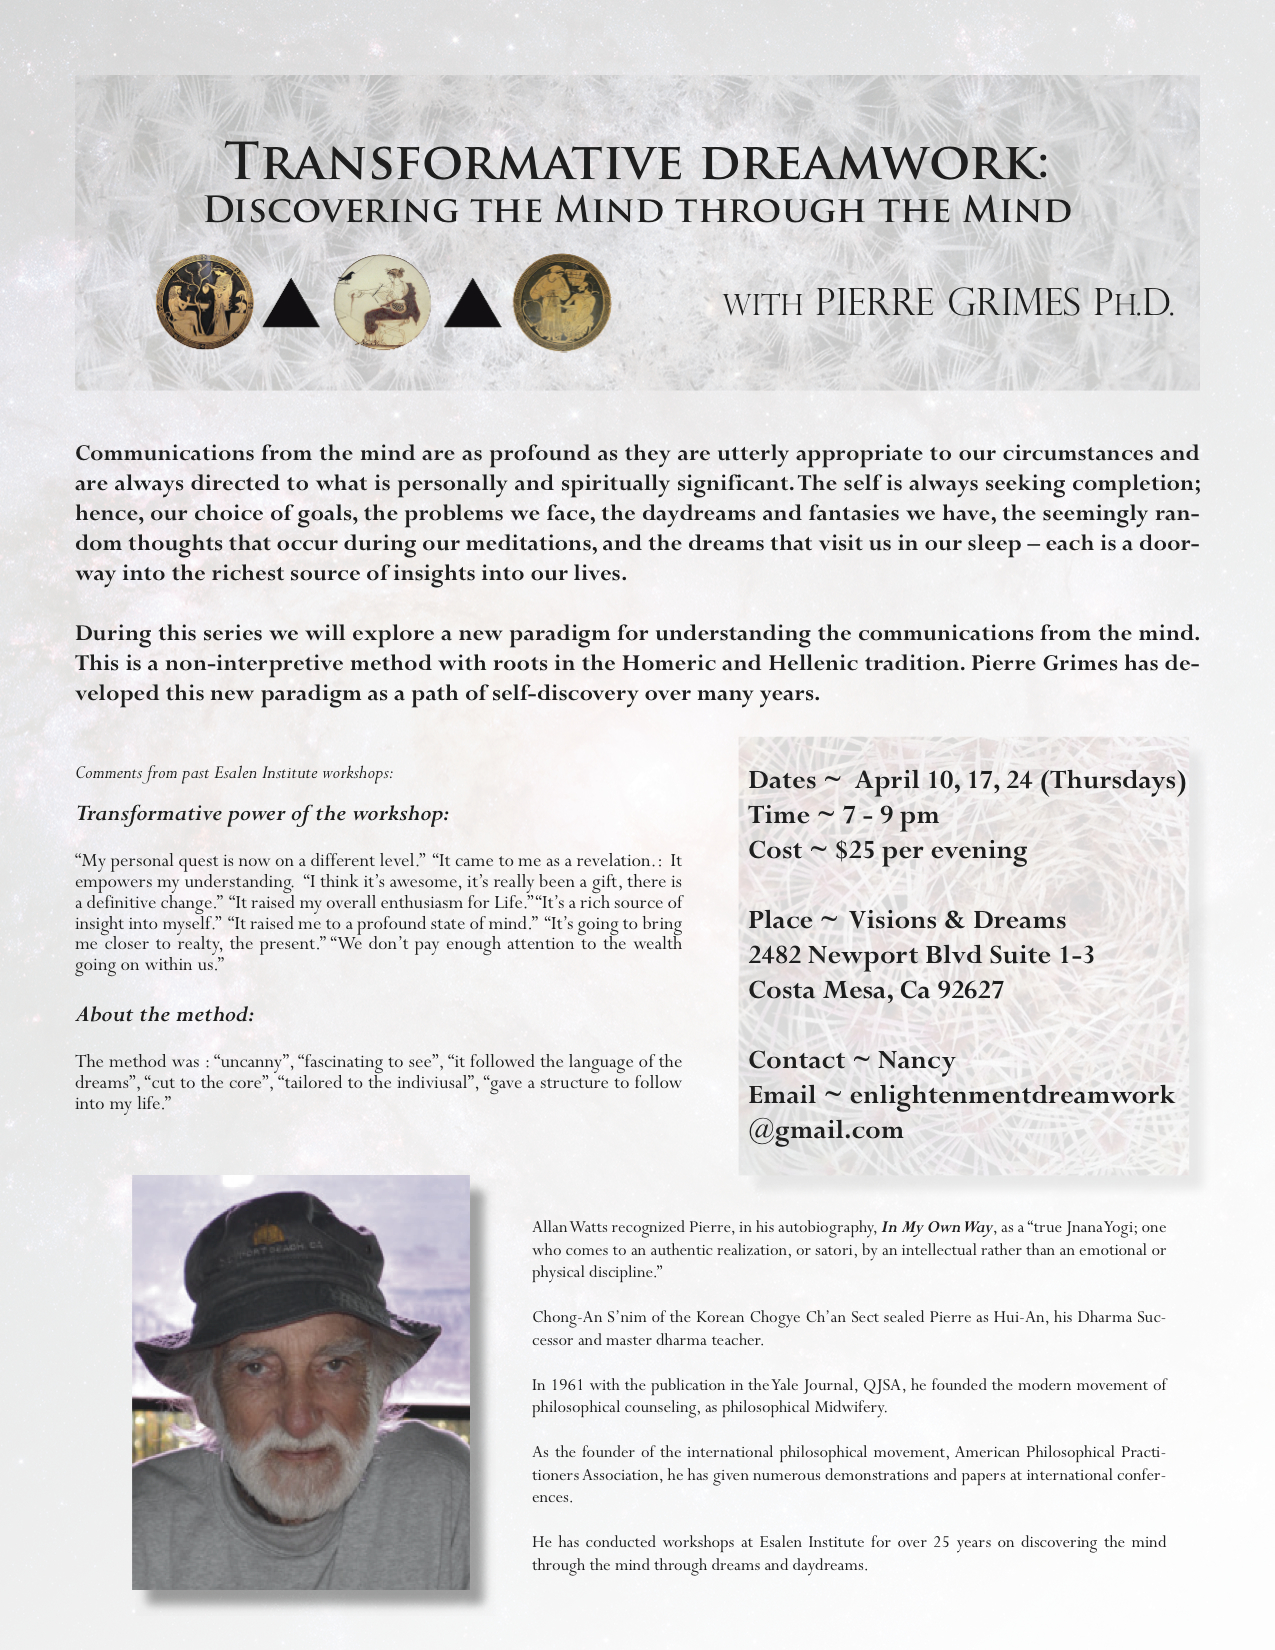 Transformative dreamwork:
Discovering the Mind through the Mind
with Pierre Grimes Ph.D.
Communications from the mind are as profound as they are utterly appropriate to our circumstances and
are always directed to what is personally and spiritually significant. The self is always seeking completion;
hence, our choice of goals, the problems we face, the daydreams and fantasies we have, the seemingly ran-
dom thoughts that occur during our meditations, and the dreams that visit us in our sleep – each is a door-
way into the richest source of insights into our lives.
During this series we will explore a new paradigm for understanding the communications from the mind.
This is a non-interpretive method with roots in the Homeric and Hellenic tradition. Pierre Grimes has de-
veloped this new paradigm as a path of self-discovery over many years.
Comments from past Esalen Institute workshops:
Transformative power of the workshop:
“My personal quest is now on a different level.” “It came to me as a revelation.: It
empowers my understanding. “I think it’s awesome, it’s really been a gift, there is
a definitive change.” “It raised my overall enthusiasm for Life.” “It’s a rich source of
insight into myself.” “It raised me to a profound state of mind.” “It’s going to bring
me closer to realty, the present.” “We don’t pay enough attention to the wealth
going on within us.”
About the method:
The method was : “uncanny”, “fascinating to see”, “it followed the language of the
dreams”, “cut to the core”, “tailored to the indiviusal”, “gave a structure to follow
into my life.”
Dates ~ April 10, 17, 24 (Thursdays)
Time ~ 7 - 9 pm
Cost ~ $25 per evening
Place ~ Visions & Dreams
2482 Newport Blvd Suite 1-3
Costa Mesa, Ca 92627
Contact ~ Nancy
Email ~ enlightenmentdreamwork
@gmail.com
Allan Watts recognized Pierre, in his autobiography, In My Own Way, as a “true Jnana Yogi; one
who comes to an authentic realization, or satori, by an intellectual rather than an emotional or
physical discipline.”
Chong-An S’nim of the Korean Chogye Ch’an Sect sealed Pierre as Hui-An, his Dharma Suc-
cessor and master dharma teacher.
In 1961 with the publication in the Yale Journal, QJSA, he founded the modern movement of
philosophical counseling, as philosophical Midwifery.
As the founder of the international philosophical movement, American Philosophical Practi-
tioners Association, he has given numerous demonstrations and papers at international confer-
ences.
He has conducted workshops at Esalen Institute for over 25 years on discovering the mind
through the mind through dreams and daydreams.